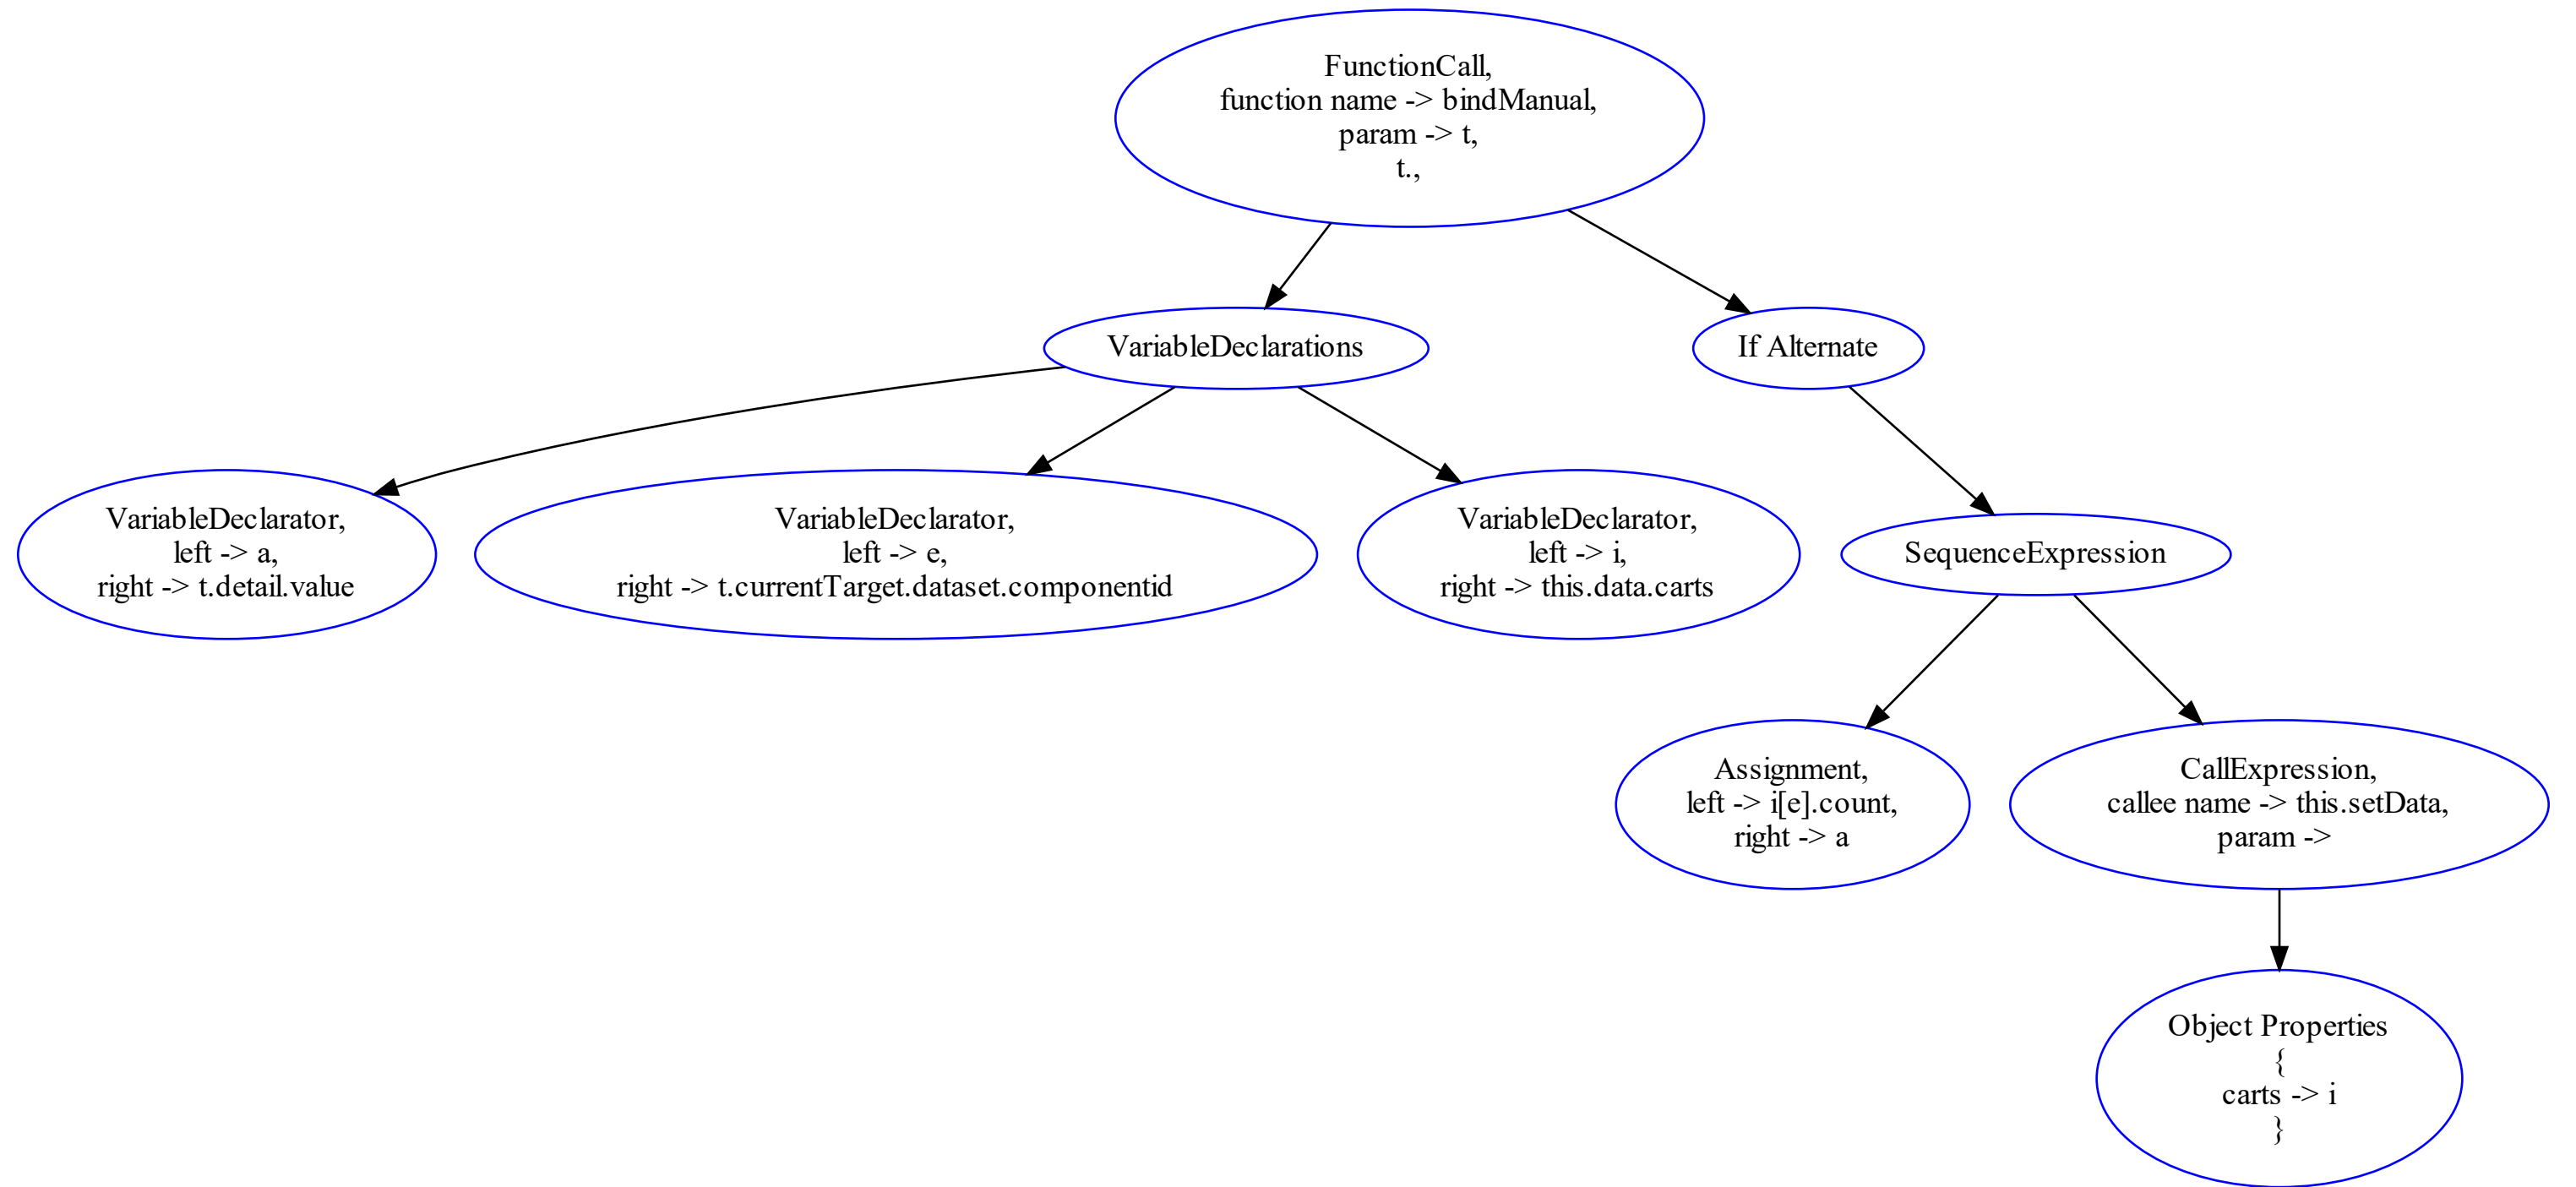 FunctionCall,
function name -> bindManual,
param -> t,
t.,
VariableDeclarations
If Alternate
VariableDeclarator,
left -> a,
right -> t.detail.value
VariableDeclarator,
left -> e,
right -> t.currentTarget.dataset.componentid
VariableDeclarator,
left -> i,
right -> this.data.carts
SequenceExpression
Assignment,
left -> i[e].count,
right -> a
CallExpression,
callee name -> this.setData,
param ->
Object Properties
{
carts -> i
}